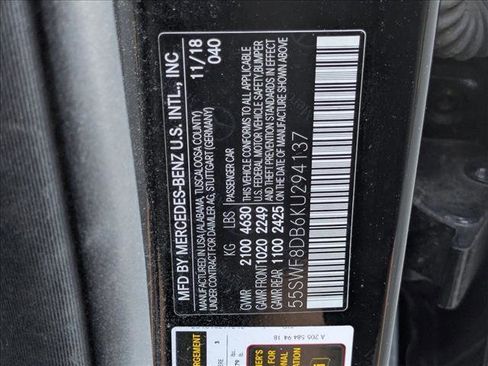 MFD BY MERCEDES-BENZ U.S. INTL., INC
MANUFACTURED IN USA (ALABAMA, TUSCALOOSA COUNTY)
UNDER CONTRACT FOR DAIMLER AG, STUTTGART (GERMANY)
11/18
040
KG LBS PASSENGER CAR
GVWR 2100 4630 THIS VEHICLE CONFORMS TO ALL APPLICABLE
GAWR FRONT 1020 2249 U.S. FEDERAL MOTOR VEHICLE SAFETY, BUMPER
GAWR REAR 1100 2425 AND THEFT PREVENTION STANDARDS IN EFFECT
ON THE DATE OF MANUFACTURE SHOWN ABOVE
55SWF8DB6KU294137
A 205 584 94 18